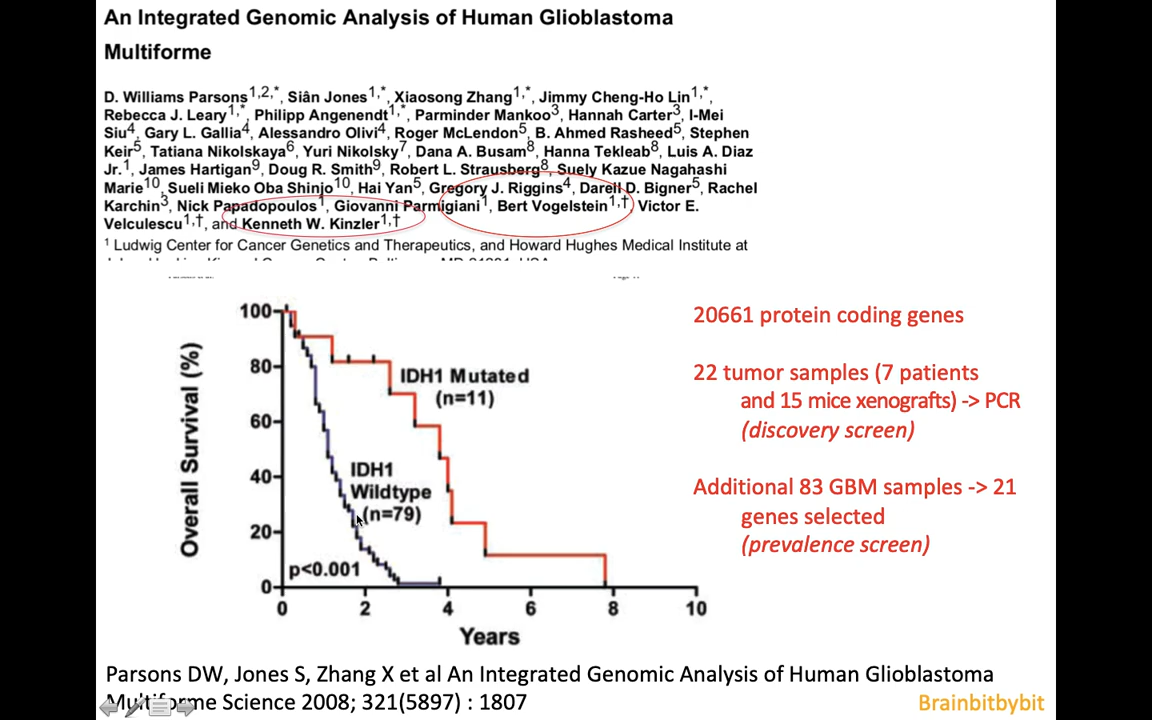 An Integrated Genomic Analysis of Human Glioblastoma
Multiforme
D. Williams Parsons1,2,*, Siân Jones1,*, Xiaosong Zhang1,*, Jimmy Cheng-Ho Lin1,*,
Rebecca J. Leary1,*, Philipp Angenendt1,*, Parminder Mankoo3, Hannah Carter3, I-Mei
Siu4, Gary L. Gallia4, Alessandro Olivi4, Roger McLendon5, B. Ahmed Rasheed5, Stephen
Keir5, Tatiana Nikolskaya6, Yuri Nikolsky7, Dana A. Busam8, Hanna Tekleab8, Luis A. Diaz
Jr.1, James Hartigan9, Doug R. Smith9, Robert L. Strausberg8, Suely Kazue Nagahashi
Marie10, Sueli Mieko Oba Shinjo10, Hai Yan5, Gregory J. Riggins4, Darell D. Bigner5, Rachel
Karchin3, Nick Papadopoulos1, Giovanni Parmigiani1, Bert Vogelstein1,†, Victor E.
Velculescu1,†, and Kenneth W. Kinzler1,†
1 Ludwig Center for Cancer Genetics and Therapeutics, and Howard Hughes Medical Institute at
Overall Survival (%)
100
80
60
40
20
0
IDH1 Mutated
(n=11)
IDH1
Wildtype
(n=79)
p<0.001
0 2 4 6 8 10
Years
20661 protein coding genes
22 tumor samples (7 patients
and 15 mice xenografts) -> PCR
(discovery screen)
Additional 83 GBM samples -> 21
genes selected
(prevalence screen)
Parsons DW, Jones S, Zhang X et al An Integrated Genomic Analysis of Human Glioblastoma
Multiforme Science 2008; 321(5897) : 1807
Brainbitbybit